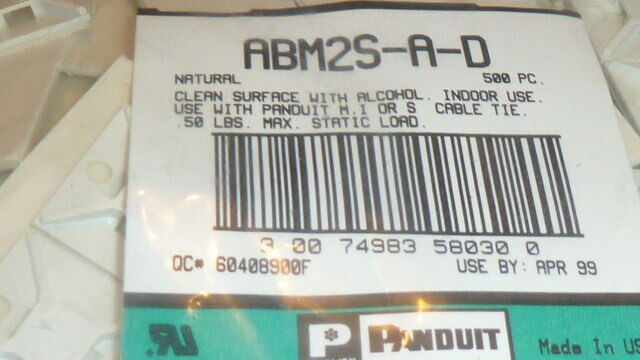 ABM2S-A-D
NATURAL 500 PC.
CLEAN SURFACE WITH ALCOHOL. INDOOR USE.
USE WITH PANDUIT M.I OR S CABLE TIE.
.50 LBS. MAX. STATIC LOAD.
3 00 74983 58030 0
QC# 60408900F USE BY: APR 99
P PANDUIT
Made In